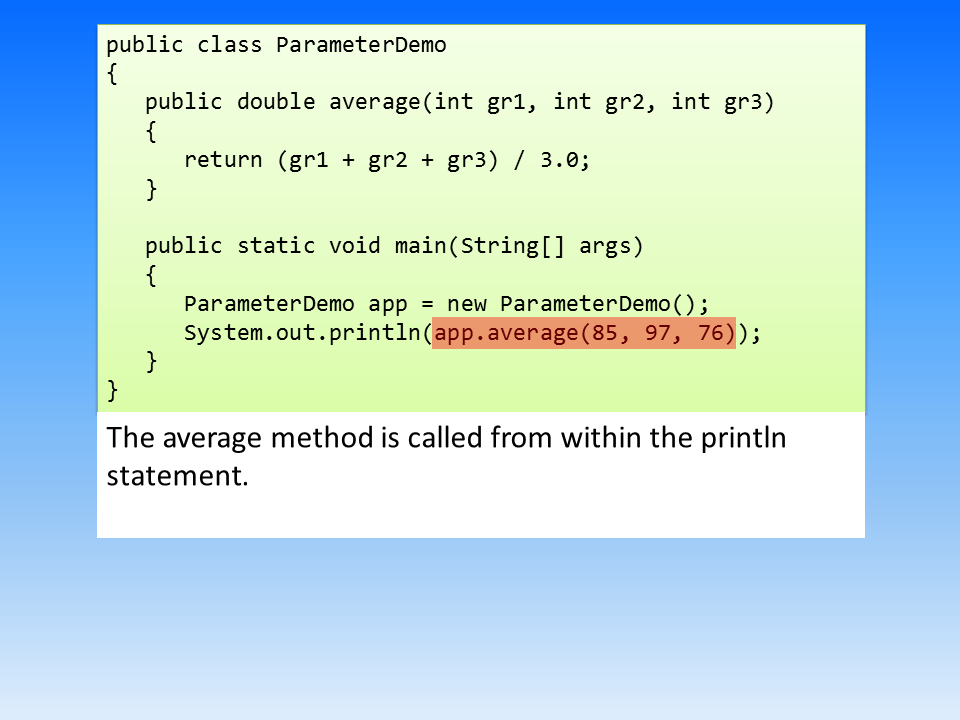 public class ParameterDemo
{
   public double average(int gr1, int gr2, int gr3)
   {
      return (gr1 + gr2 + gr3) / 3.0;
   }

   public static void main(String[] args)
   {
      ParameterDemo app = new ParameterDemo();
      System.out.println(app.average(85, 97, 76));
   }
}
The average method is called from within the println
statement.